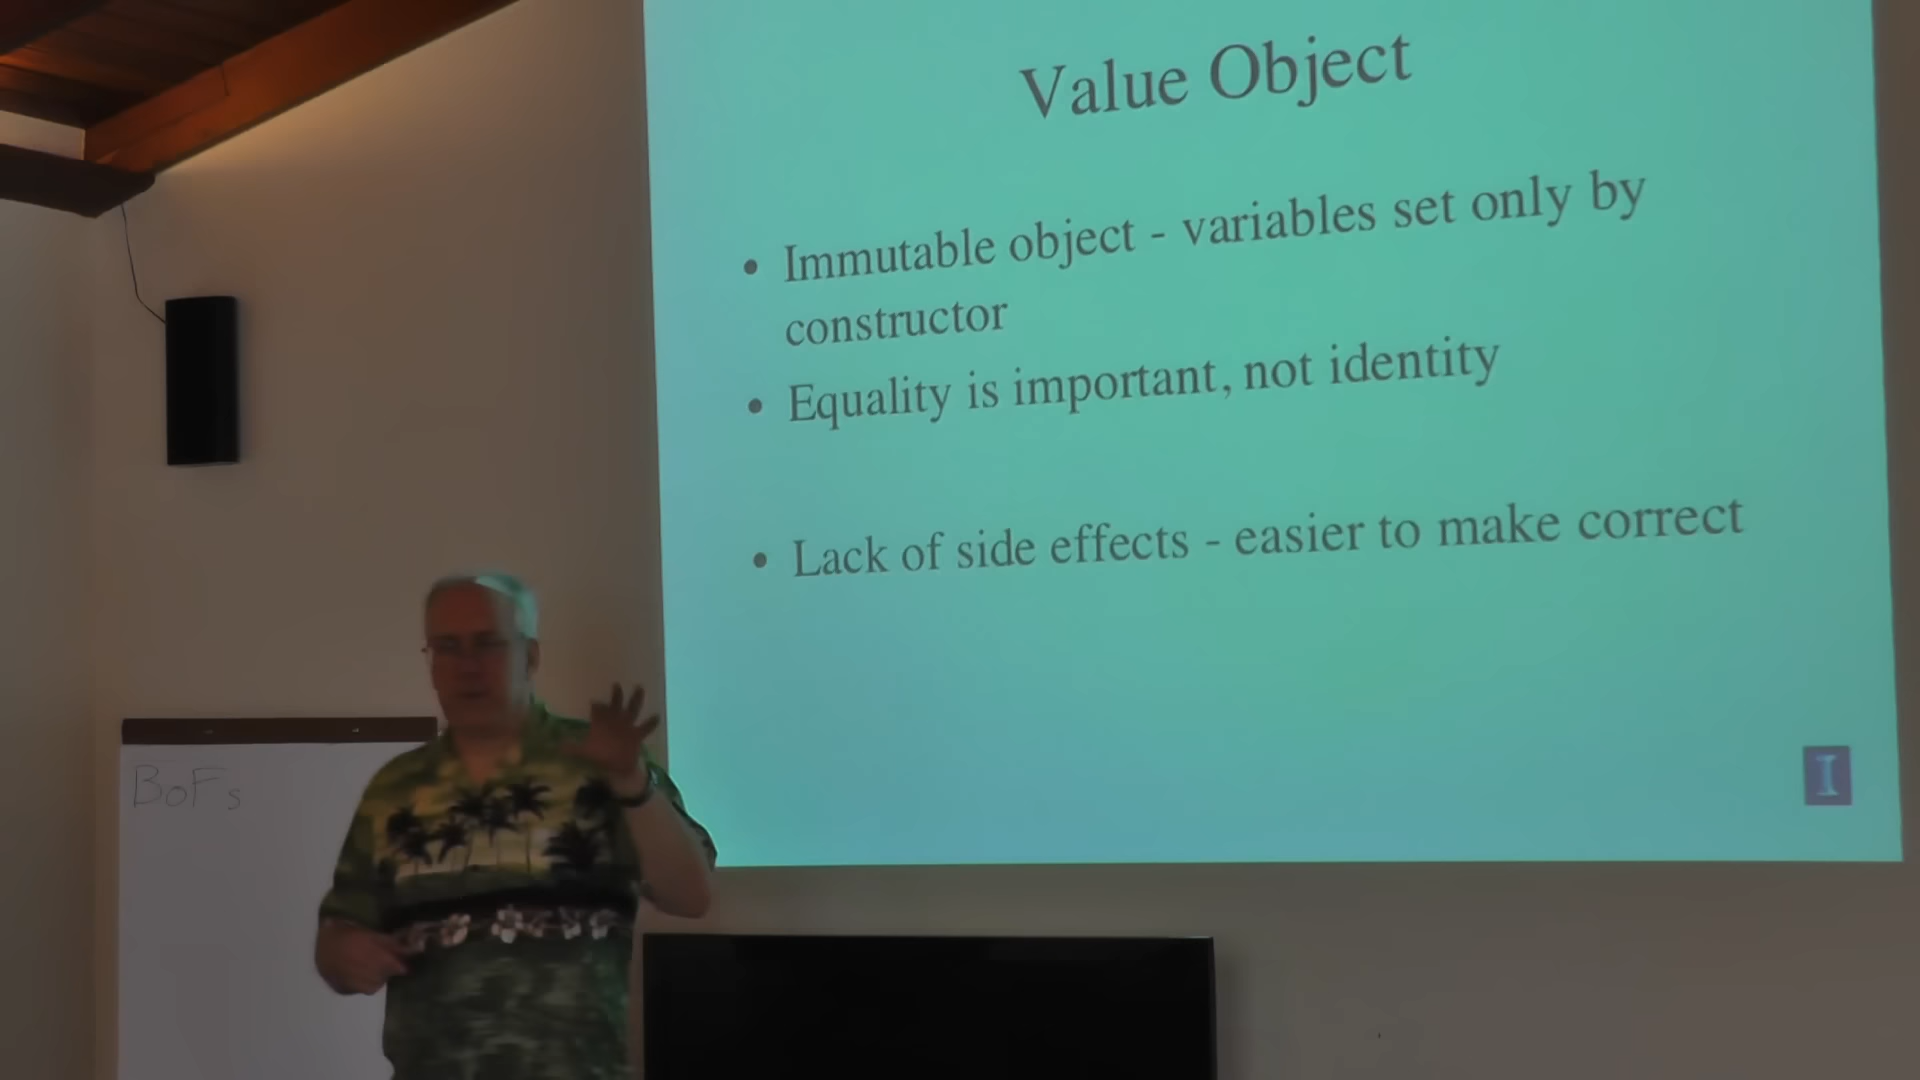 Value Object
• Immutable object - variables set only by
constructor
• Equality is important, not identity
• Lack of side effects - easier to make correct
I
BoFs